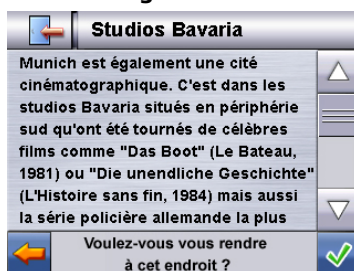 Studios Bavaria
Munich est également une cité
cinématographique. C'est dans les
studios Bavaria situés en périphérie
sud qu'ont été tournés de célèbres
films comme "Das Boot" (Le Bateau,
1981) ou "Die unendliche Geschichte"
(L'Histoire sans fin, 1984) mais aussi
la série policière allemande la plus
Voulez-vous vous rendre
à cet endroit ?